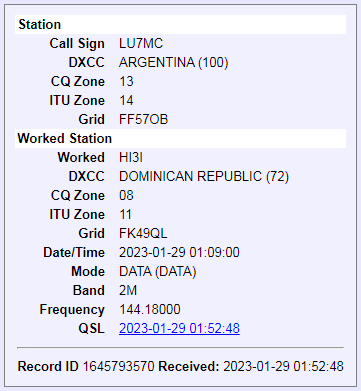 Station
Call Sign LU7MC
DXCC ARGENTINA (100)
CQ Zone 13
ITU Zone 14
Grid FF57OB
Worked Station
Worked HI3I
DXCC DOMINICAN REPUBLIC (72)
CQ Zone 08
ITU Zone 11
Grid FK49QL
Date/Time 2023-01-29 01:09:00
Mode DATA (DATA)
Band 2M
Frequency 144.18000
QSL 2023-01-29 01:52:48
Record ID 1645793570 Received: 2023-01-29 01:52:48